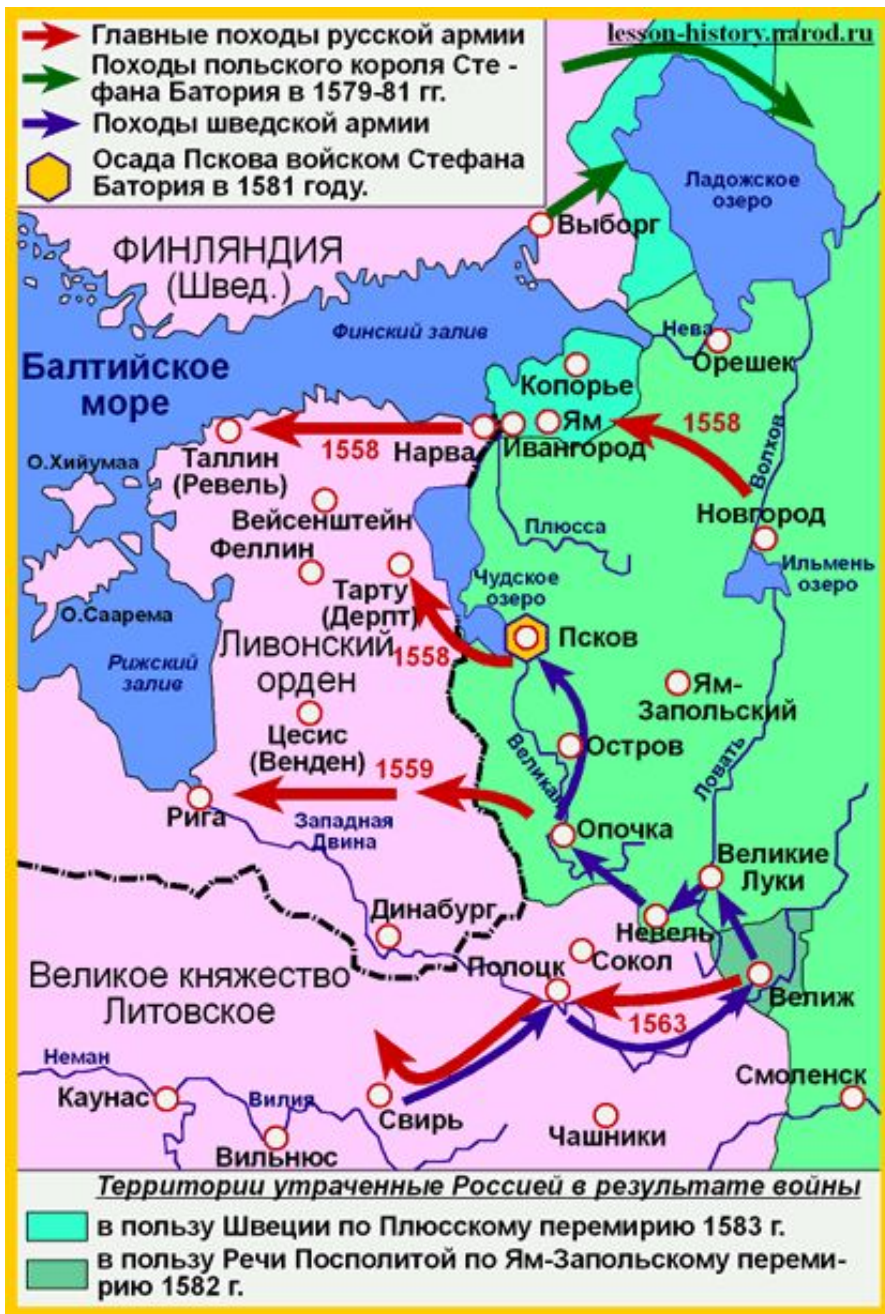 Главные походы русской армии
lesson-history.narod.ru
Походы польского короля Сте -
фана Батория в 1579-81 гг.
Походы шведской армии
Осада Пскова войском Стефана
Батория в 1581 году.
Ладожское
озеро
Выборг
ФИНЛЯНДИЯ
(Швед.)
Финский залив
Нева
Орешек
Балтийское
море
Копорье
Ям
1558
Ивангород
Нарва
1558
Таллин
(Ревель)
О.Хийумаа
Волхов
Новгород
Вейсенштейн
Плюсса
Феллин
Ильмень
озеро
Чудское
озеро
Тарту
(Дерпт)
О.Саарема
Псков
1558
Ливонский
орден
Рижский
залив
Ям-
Запольский
Цесис
(Венден)
Остров
Великая
Ловать
1559
Рига
Западная
Двина
Опочка
Великие
Луки
Динабург
Невель
Сокол
Полоцк
Великое княжество
Литовское
Велиж
1563
Неман
Каунас
Вилия
Свирь
Смоленск
Чашники
Вильнюс
Территории утраченные Россией в результате войны
в пользу Швеции по Плюсскому перемирию 1583 г.
в пользу Речи Посполитой по Ям-Запольскому переми-
рию 1582 г.